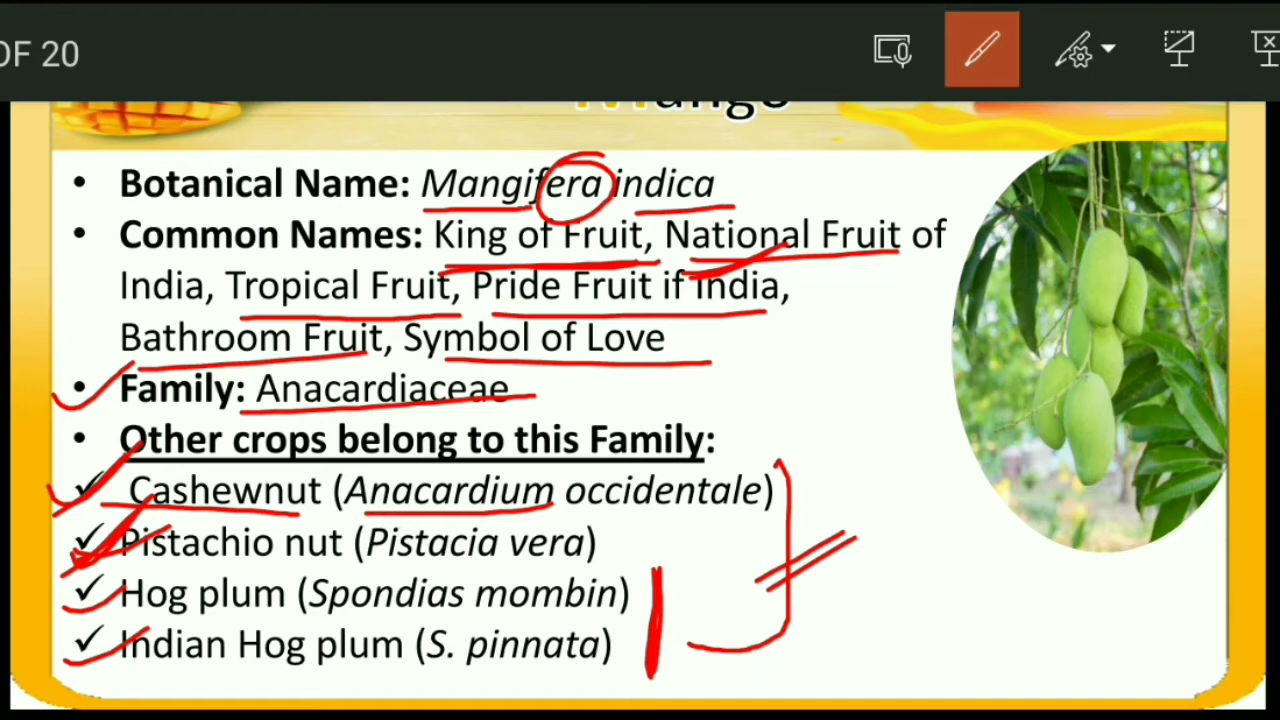 OF 20
Mango
• Botanical Name: Mangifera indica
• Common Names: King of Fruit, National Fruit of
India, Tropical Fruit, Pride Fruit if India,
Bathroom Fruit, Symbol of Love
• Family: Anacardiaceae
• Other crops belong to this Family:
✓ Cashewnut (Anacardium occidentale)
✓ Pistachio nut (Pistacia vera)
✓ Hog plum (Spondias mombin)
✓ Indian Hog plum (S. pinnata)